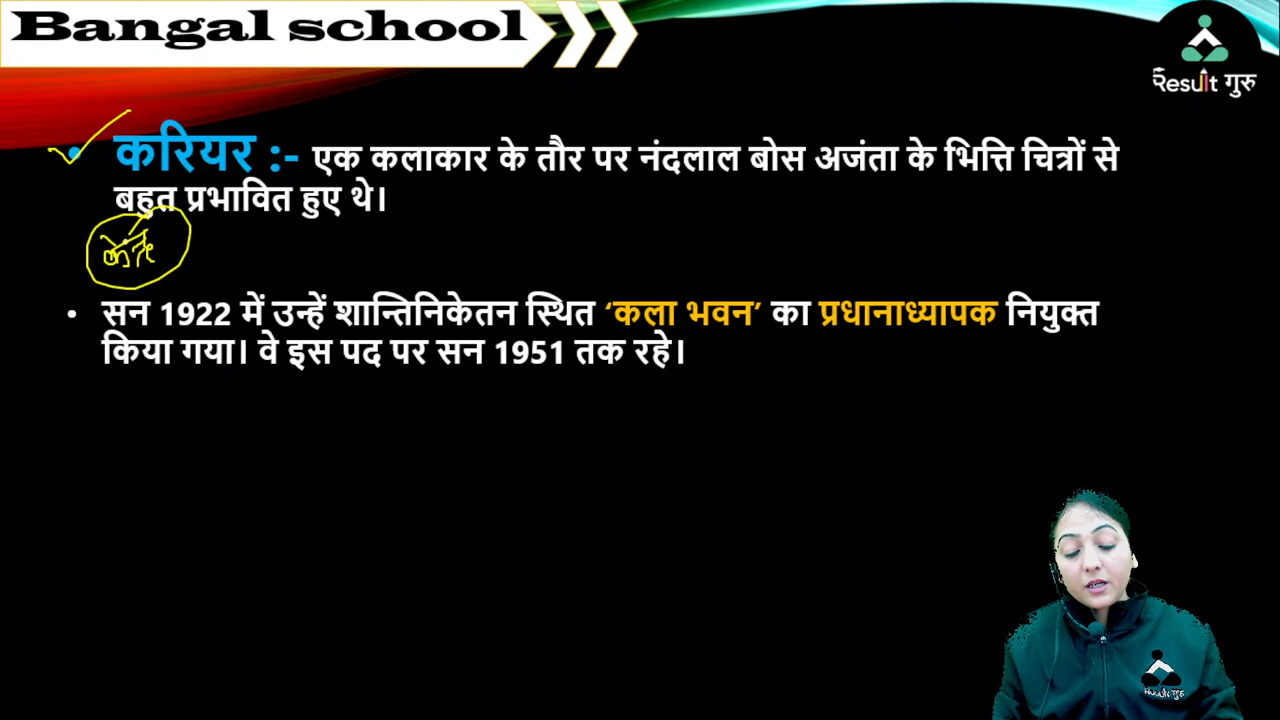 Bangal school
Result गुरु
करियर :- एक कलाकार के तौर पर नंदलाल बोस अजंता के भित्ति चित्रों से
बहुत प्रभावित हुए थे।
• सन 1922 में उन्हें शान्तिनिकेतन स्थित ‘कला भवन’ का प्रधानाध्यापक नियुक्त
किया गया। वे इस पद पर सन 1951 तक रहे।
Result गुरु